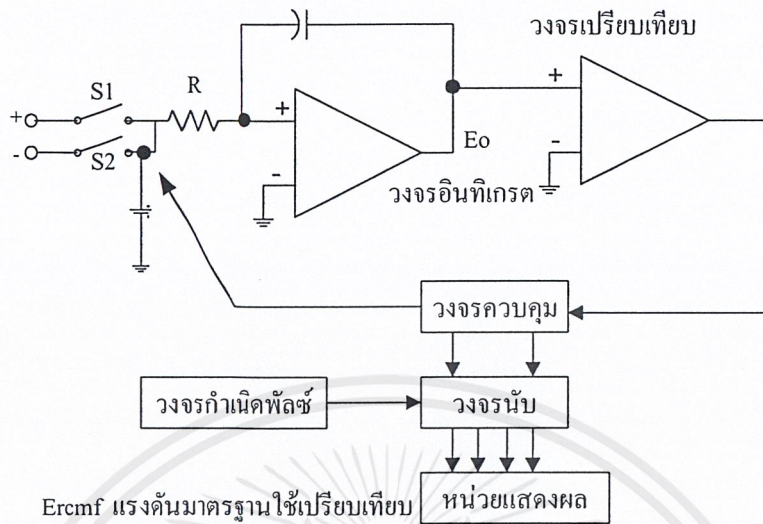 วงจรเปรียบเทียบ
S1
R
+
+
+
-
S2
-
Eo
-
วงจรอินทิเกรต
วงจรควบคุม
วงจรกำเนิดพัลซ์
วงจรนับ
Ercmf แรงดันมาตรฐานใช้เปรียบเทียบ
หน่วยแสดงผล